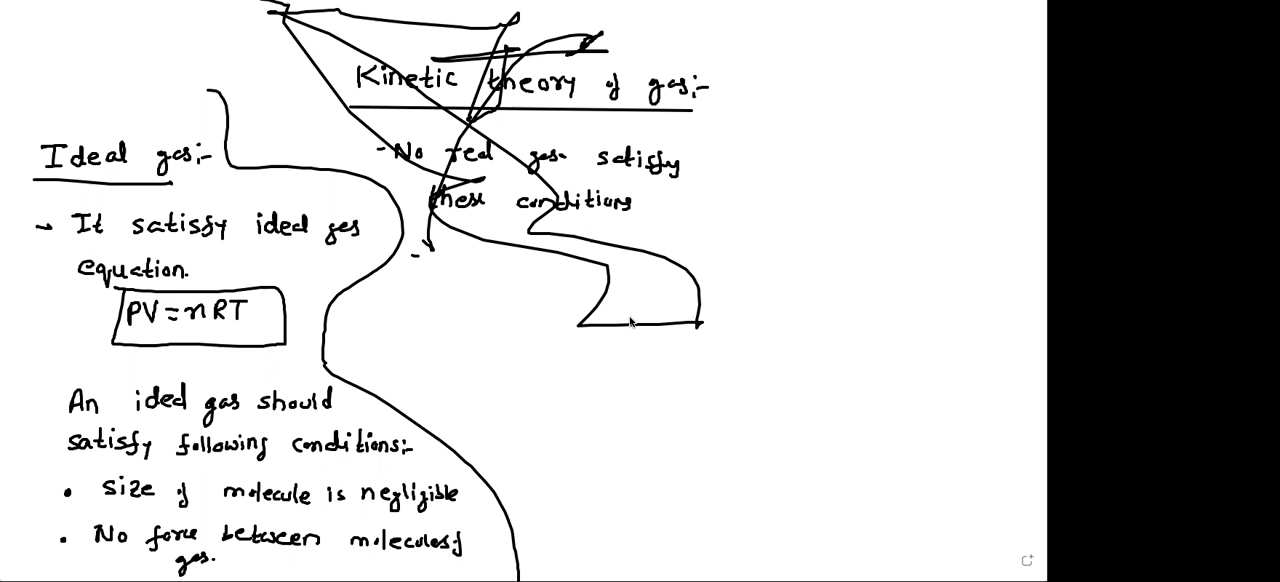 Kinetic theory of gas:-
- No real gas satisfy
these conditions
-
Ideal gas:-
→ It satisfy ideal gas
equation.
PV = nRT
An ideal gas should
satisfy following conditions:-
• size of molecule is negligible
• No force between molecules of
gas.